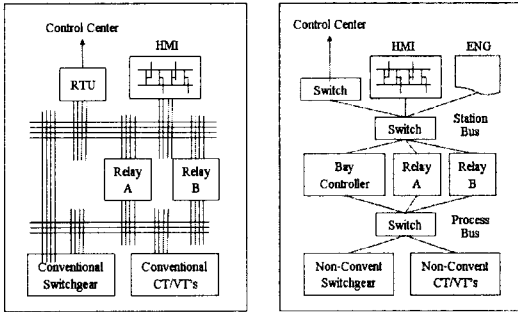 Control Center
HMI
RTU
Relay
A
Relay
B
Conventional
Switchgear
Conventional
CT/VT's
Control Center
HMI
ENG
Switch
Station
Bus
Switch
Bay
Controller
Relay
A
Relay
B
Process
Bus
Switch
Non-Convent
Switchgear
Non-Convent
CT/VT's